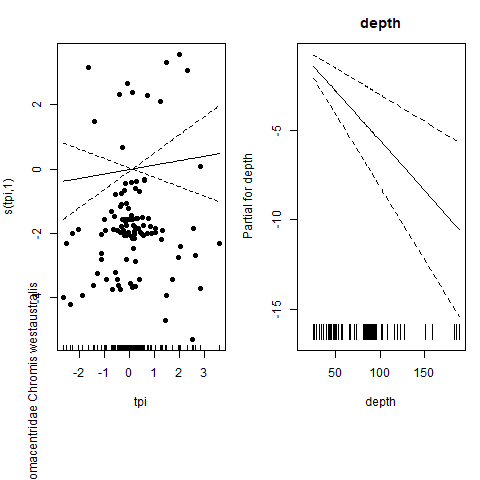 depth
s(tpi,1)
2
0
-2
-4
-2
-1
0
1
2
3
tpi
omacentridae Chromis westaustralis
Partial for depth
-5
-10
-15
50
100
150
depth